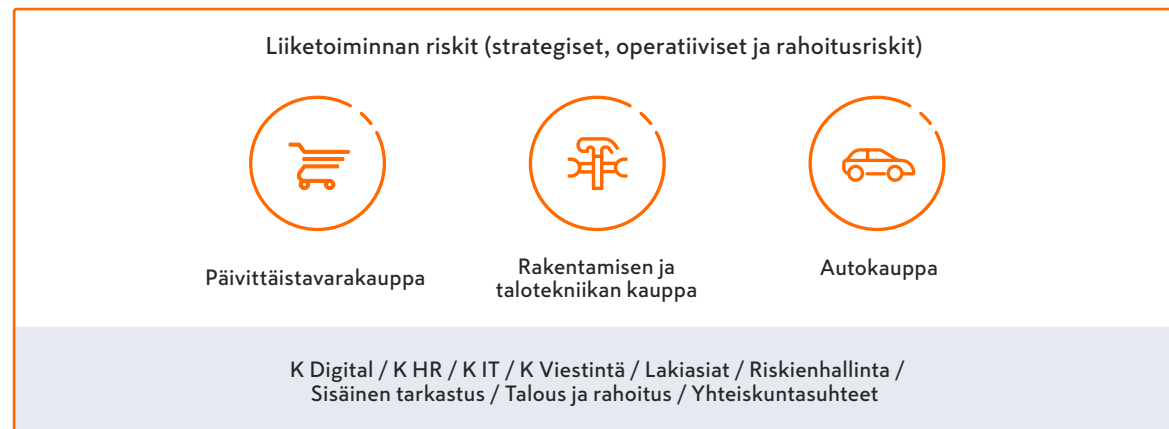 Liiketoiminnan riskit (strategiset, operatiiviset ja rahoitusriskit)
Päivittäistavarakauppa
Rakentamisen ja
talotekniikan kauppa
Autokauppa
K Digital / K HR / K IT / K Viestintä / Lakiasiat / Riskienhallinta /
Sisäinen tarkastus / Talous ja rahoitus / Yhteiskuntasuhteet